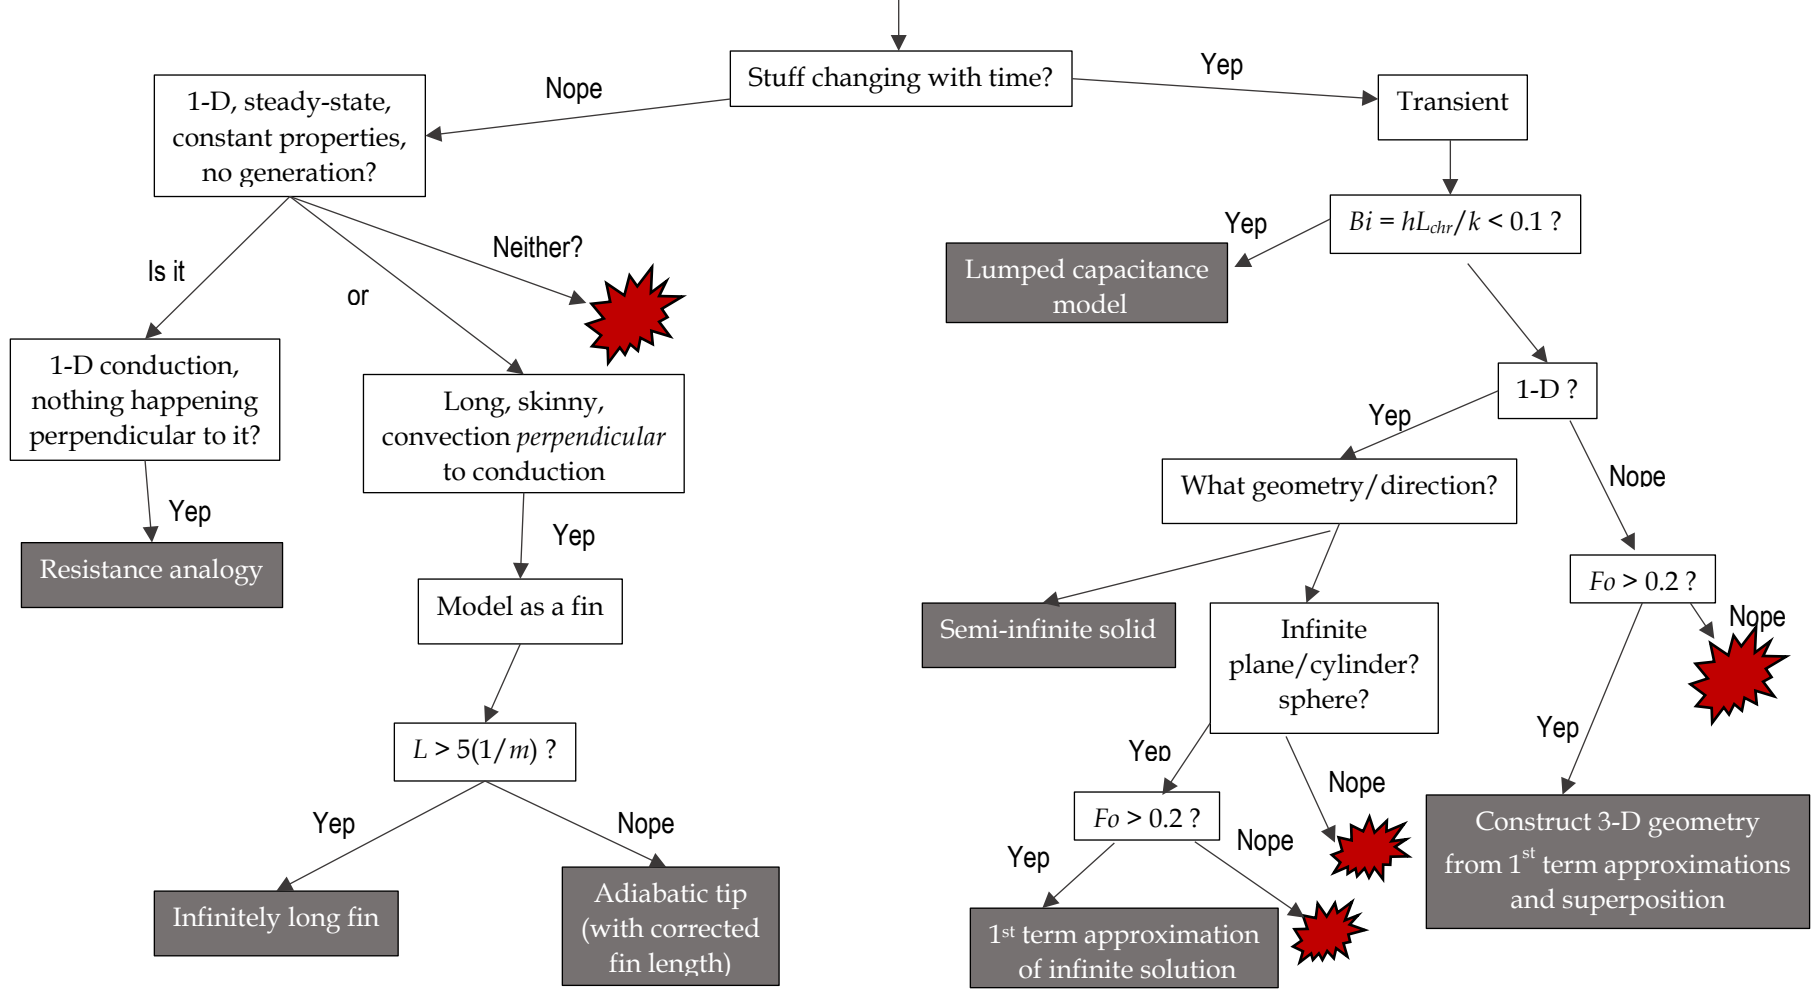 Stuff changing with time?
Nope
Yep
1-D, steady-state,
constant properties,
no generation?
Transient
Bi = hLchr/k < 0.1 ?
Yep
Lumped capacitance
model
Is it
or
Neither?
1-D conduction,
nothing happening
perpendicular to it?
Long, skinny,
convection perpendicular
to conduction
1-D ?
Yep
Nope
What geometry/direction?
Yep
Resistance analogy
Yep
Model as a fin
Fo > 0.2 ?
Nope
Yep
Semi-infinite solid
Infinite
plane/cylinder?
sphere?
L > 5(1/m) ?
Yep
Nope
Yep
Nope
Fo > 0.2 ?
Yep
Nope
Construct 3-D geometry
from 1st term approximations
and superposition
Infinitely long fin
Adiabatic tip
(with corrected
fin length)
1st term approximation
of infinite solution